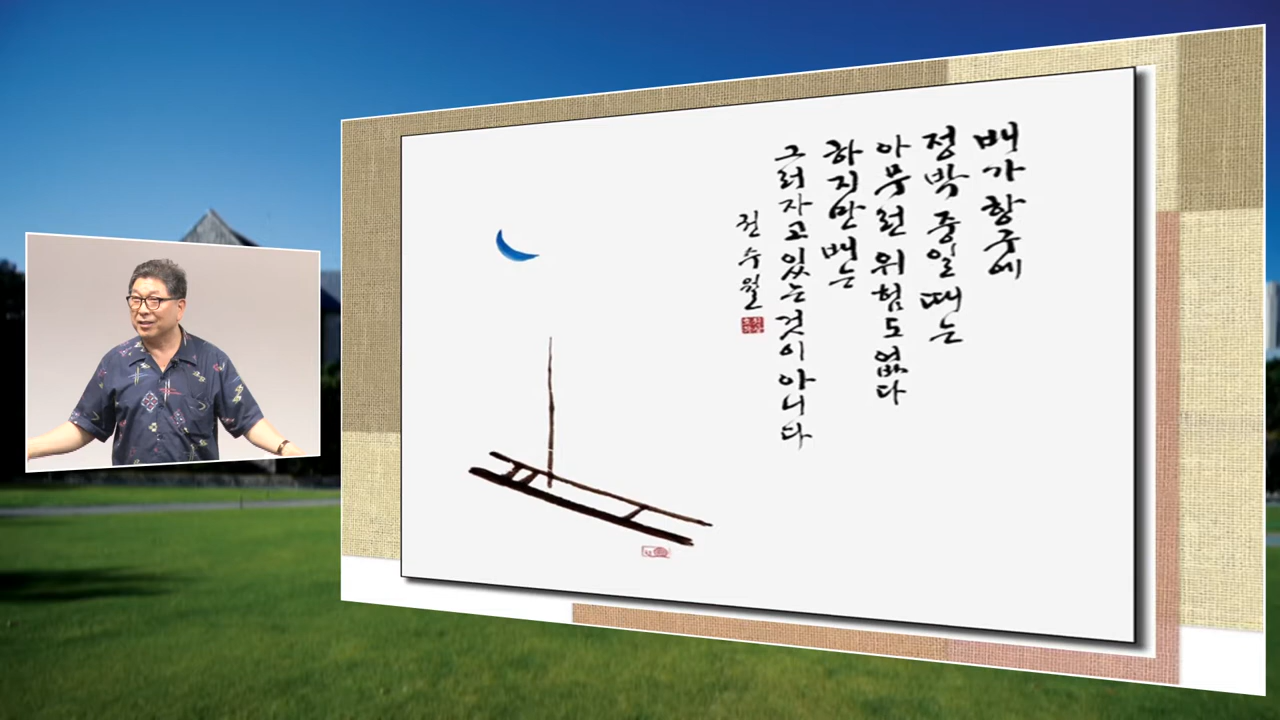 배가 항구에
정박 중일 때는
아무런 위험도 없다
하지만 배는
그러자고 있는 것이 아니다
권수월